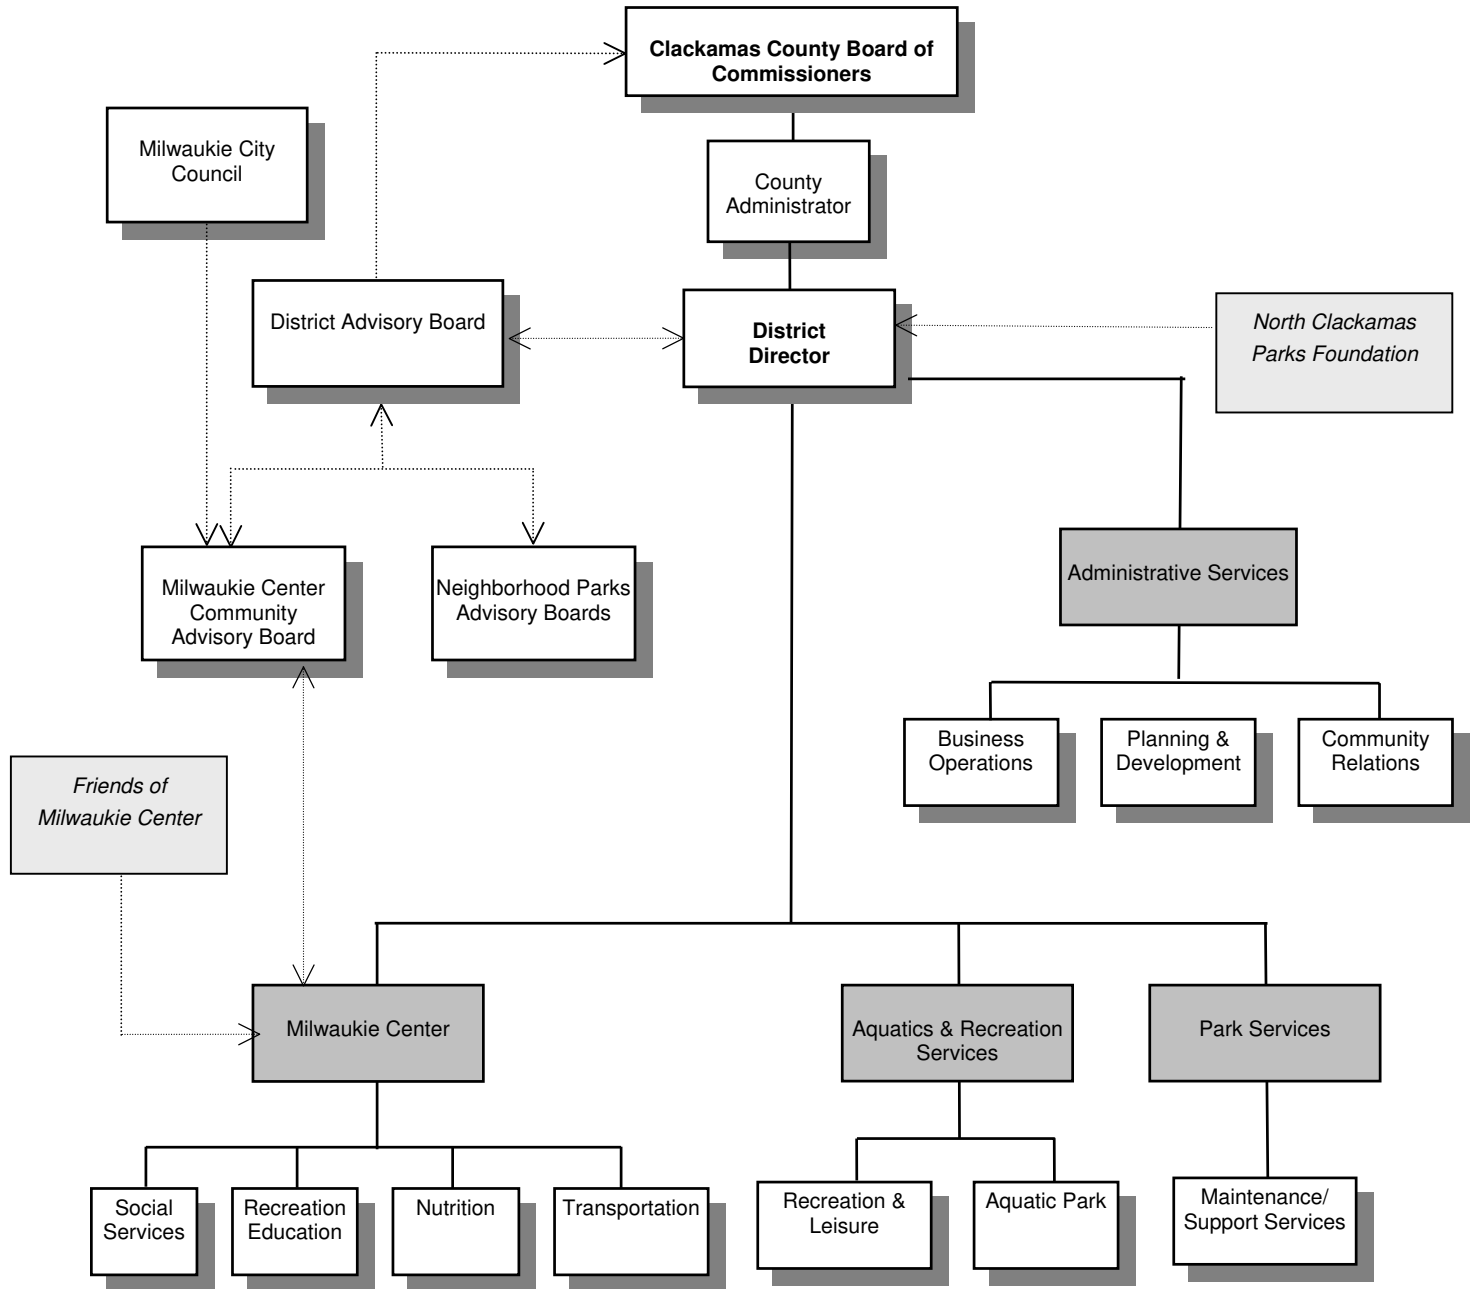 Clackamas County Board of
Commissioners
Milwaukie City
Council
County
Administrator
District Advisory Board
District
Director
North Clackamas
Parks Foundation
Milwaukie Center
Community
Advisory Board
Neighborhood Parks
Advisory Boards
Administrative Services
Business
Operations
Planning &
Development
Community
Relations
Friends of
Milwaukie Center
Milwaukie Center
Aquatics & Recreation
Services
Park Services
Social
Services
Recreation
Education
Nutrition
Transportation
Recreation &
Leisure
Aquatic Park
Maintenance/
Support Services